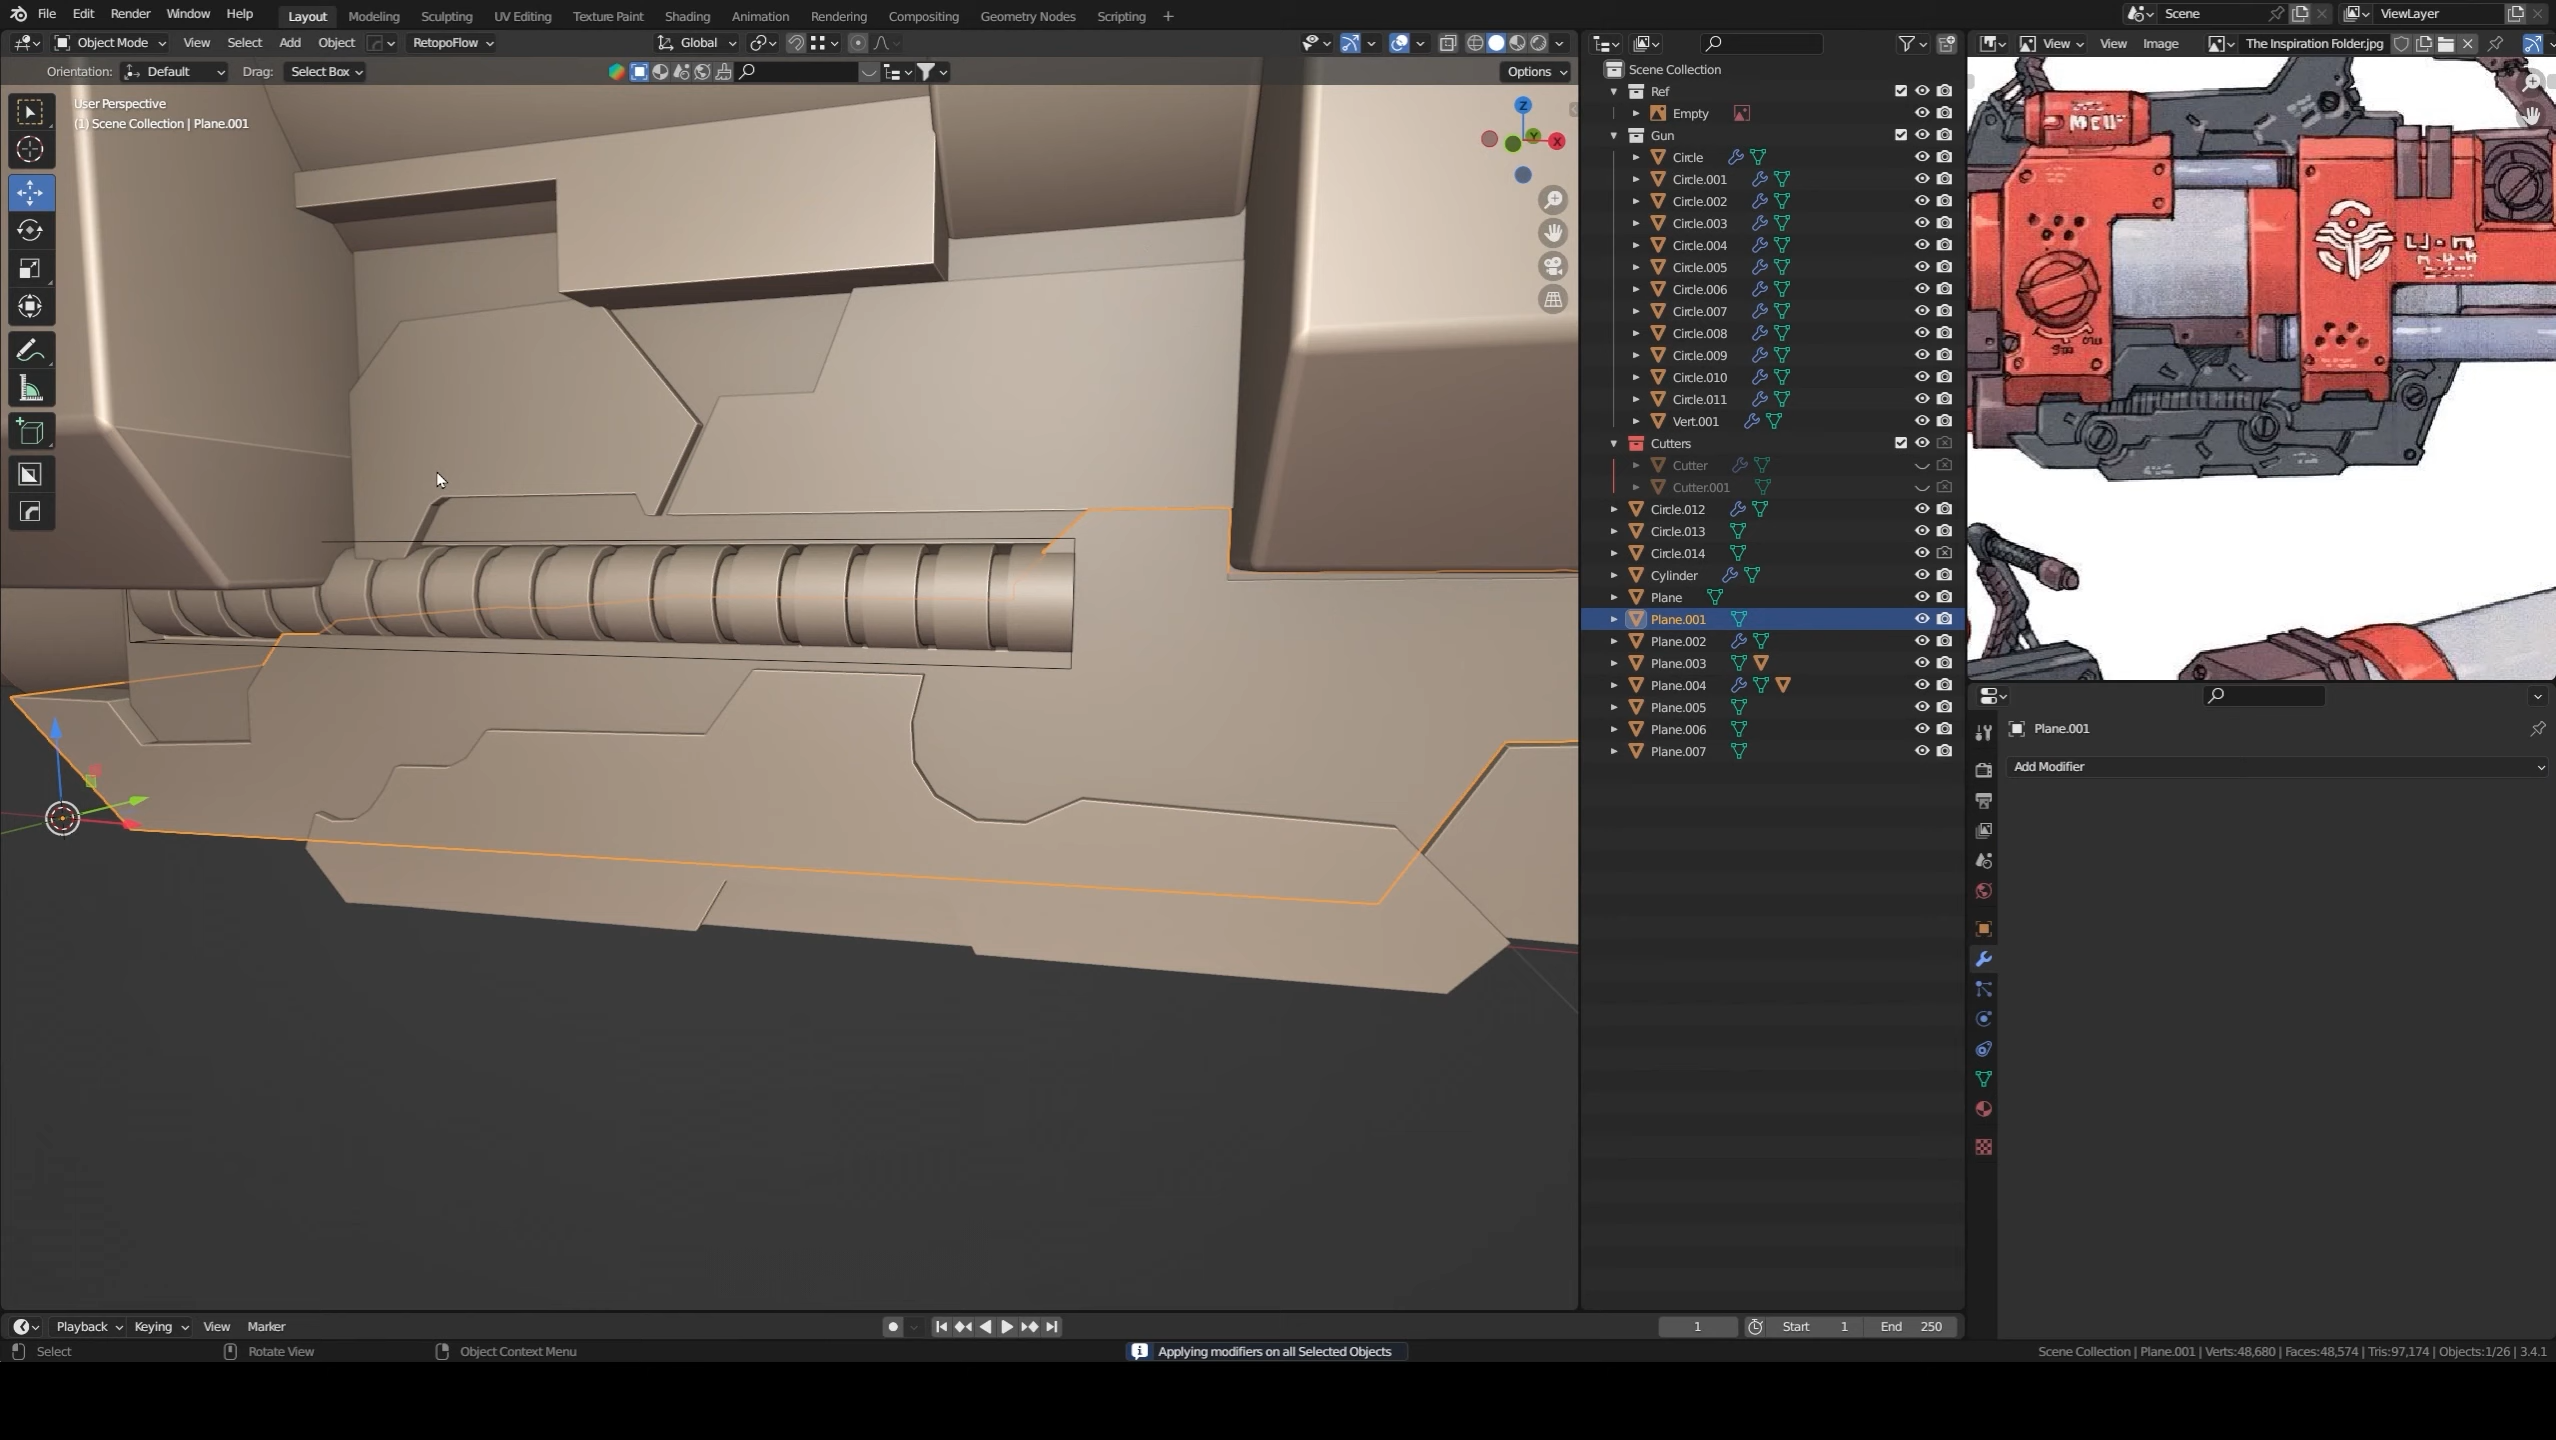 File Edit Render Window Help Layout Modeling Sculpting UV Editing Texture Paint Shading Animation Rendering Compositing Geometry Nodes Scripting + Scene ViewLayer
Object Mode View Select Add Object RetopoFlow Global View View Image The Inspiration Folder.jpg
Orientation: Default Drag: Select Box Options
Scene Collection
User Perspective
(1) Scene Collection | Plane.001
Z
Y
X
Ref
Empty
Gun
Circle
Circle.001
Circle.002
Circle.003
Circle.004
Circle.005
Circle.006
Circle.007
Circle.008
Circle.009
Circle.010
Circle.011
Vert.001
Cutters
Cutter
Cutter.001
Circle.012
Circle.013
Circle.014
Cylinder
Plane
Plane.001
Plane.002
Plane.003
Plane.004
Plane.005
Plane.006
Plane.007
Plane.001
Add Modifier
Playback Keying View Marker 1 Start 1 End 250
Select Rotate View Object Context Menu Applying modifiers on all Selected Objects Scene Collection | Plane.001 | Verts:48,680 | Faces:48,574 | Tris:97,174 | Objects:1/26 | 3.4.1